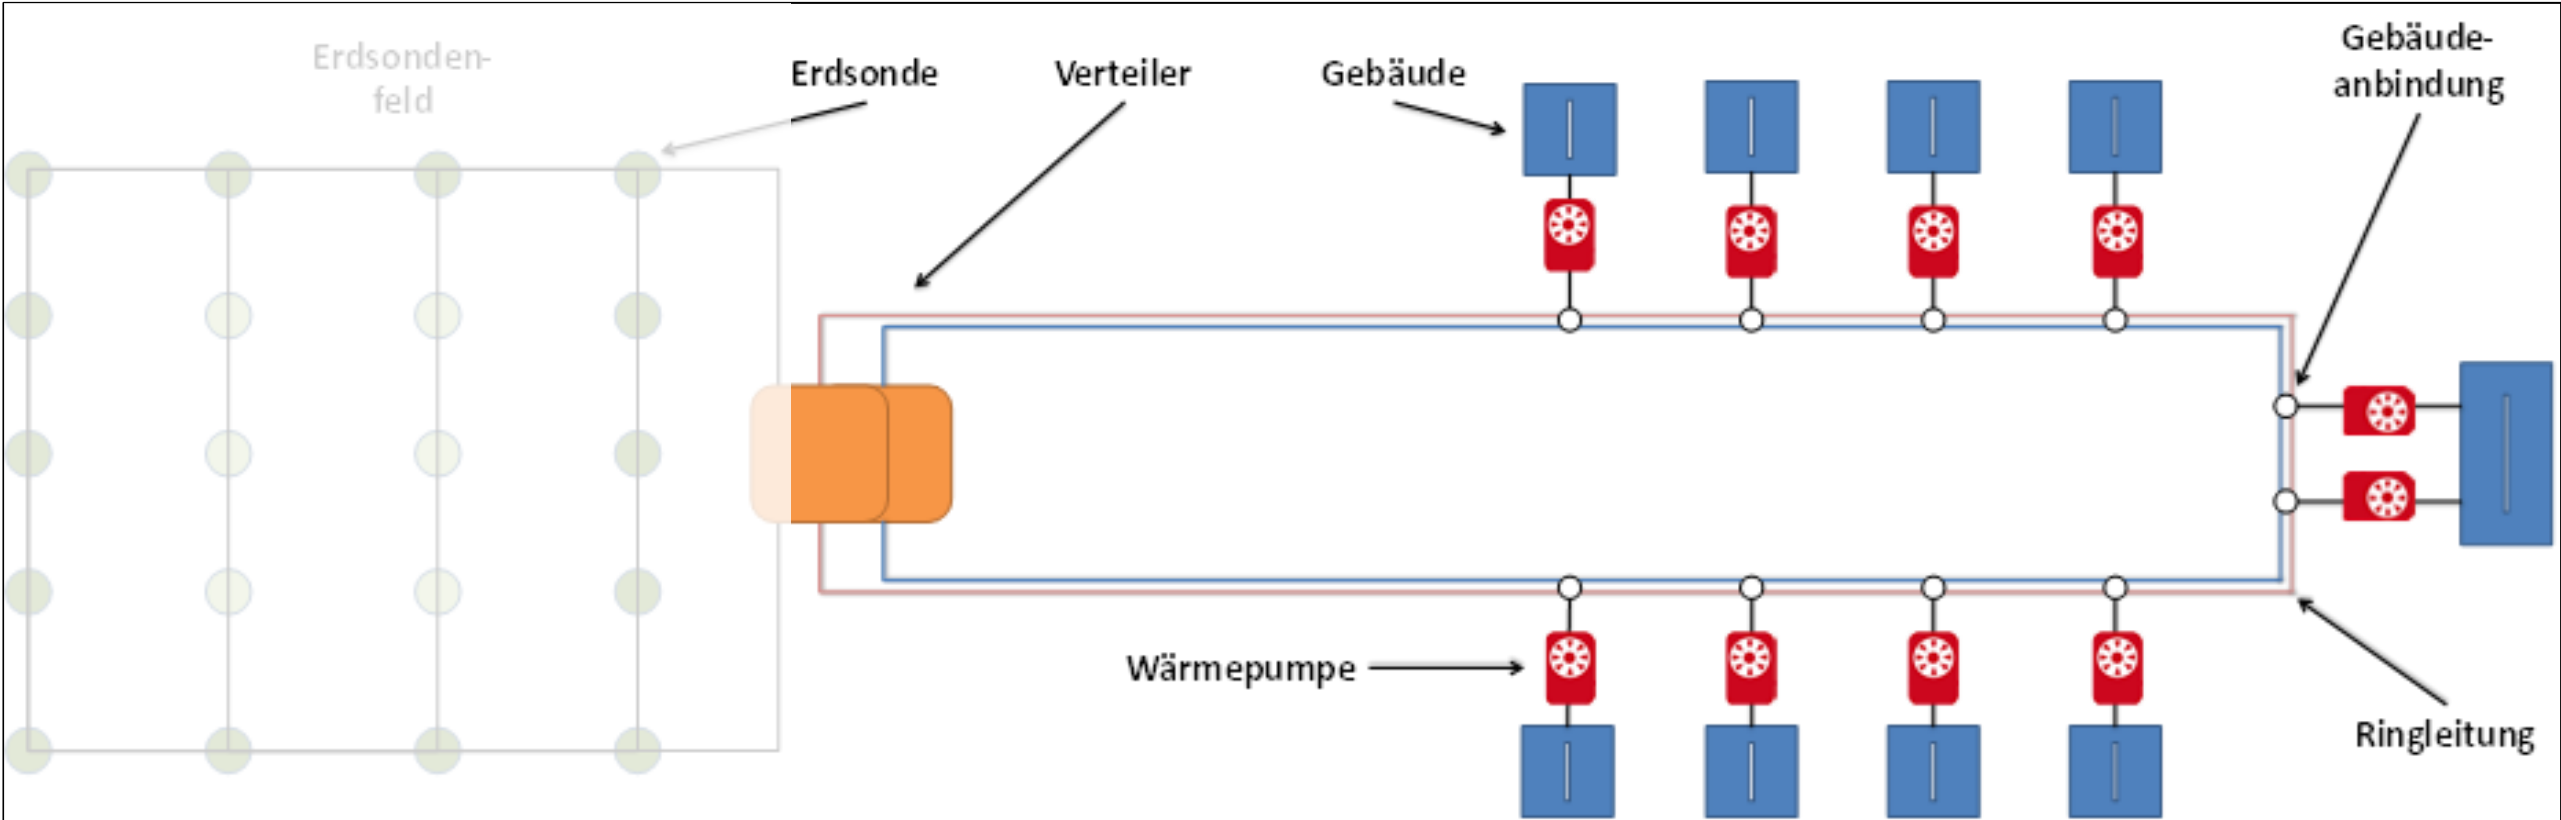 Erdsonden-
feld
Erdsonde
Verteiler
Gebäude
Gebäude-
anbindung
Wärmepumpe
Ringleitung